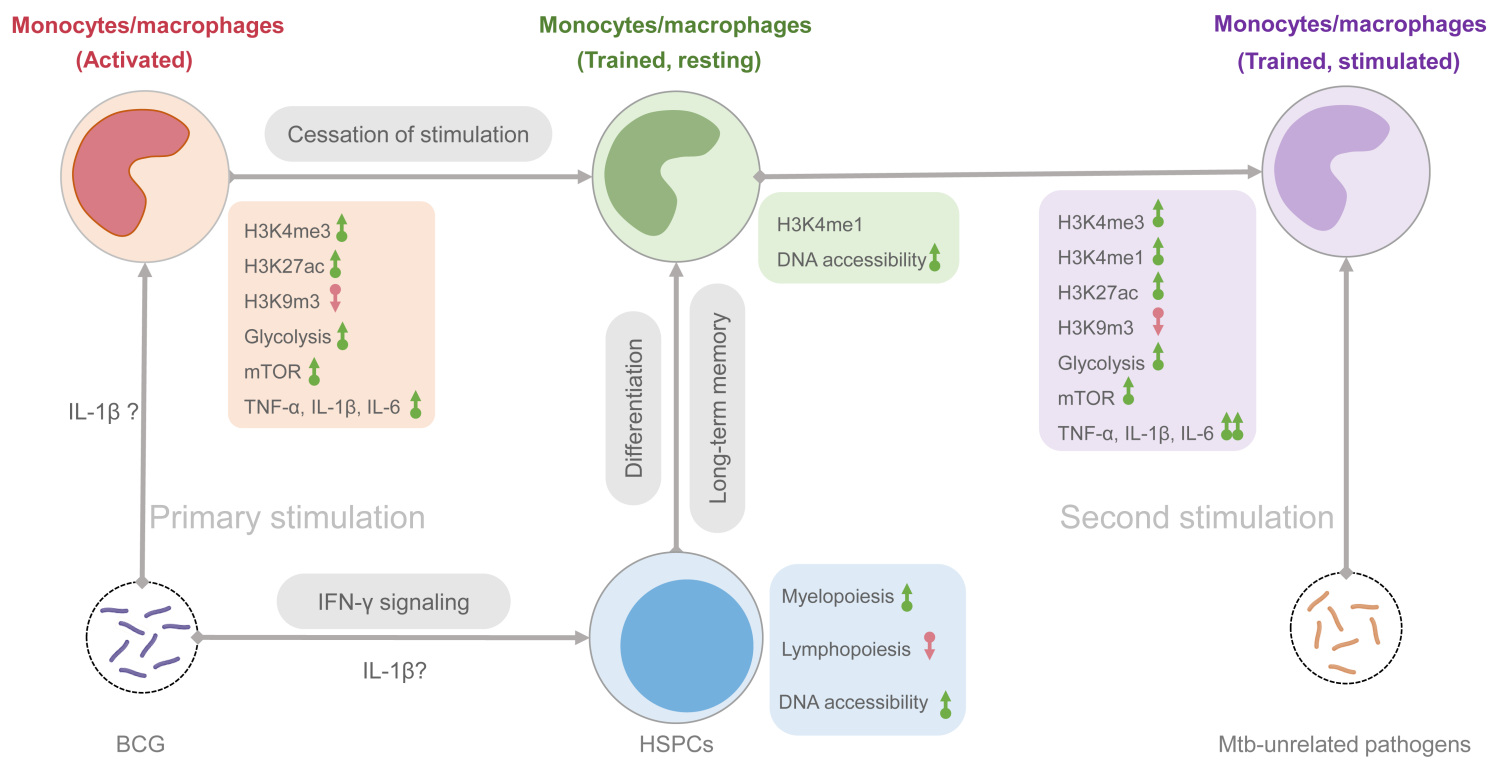 Monocytes/macrophages
(Activated)
Monocytes/macrophages
(Trained, resting)
Monocytes/macrophages
(Trained, stimulated)
Cessation of stimulation
H3K4me3
H3K27ac
H3K9m3
Glycolysis
mTOR
TNF-α, IL-1β, IL-6
H3K4me1
DNA accessibility
H3K4me3
H3K4me1
H3K27ac
H3K9m3
Glycolysis
mTOR
TNF-α, IL-1β, IL-6
IL-1β ?
Differentiation
Long-term memory
Primary stimulation
Second stimulation
IFN-γ signaling
IL-1β?
Myelopoiesis
Lymphopoiesis
DNA accessibility
BCG
HSPCs
Mtb-unrelated pathogens